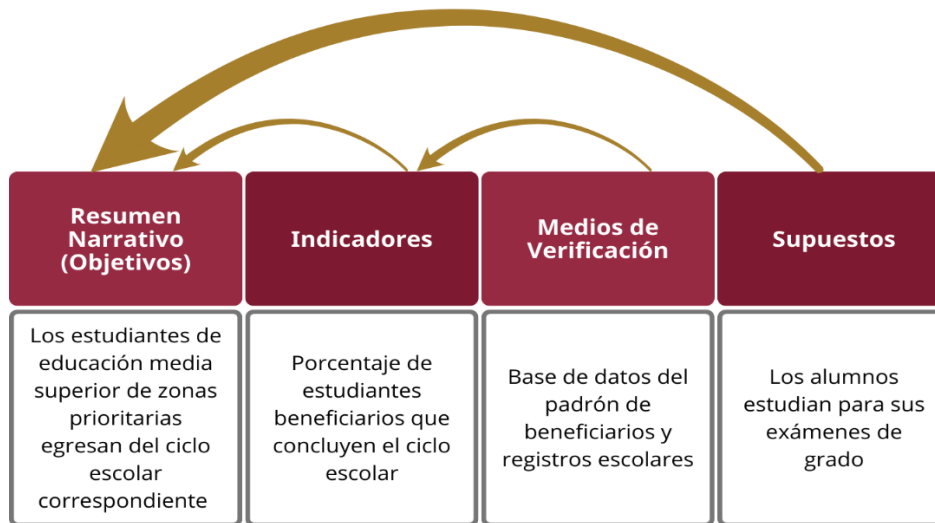 Resumen
Narrativo
(Objetivos)
Indicadores
Medios de
Verificación
Supuestos
Los estudiantes de
educación media
superior de zonas
prioritarias
egresan del ciclo
escolar
correspondiente
Porcentaje de
estudiantes
beneficiarios que
concluyen el ciclo
escolar
Base de datos del
padrón de
beneficiarios y
registros escolares
Los alumnos
estudian para sus
exámenes de
grado